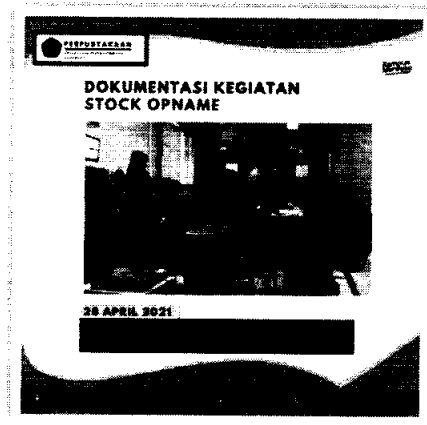 PERPUSTAKAAN
DOKUMENTASI KEGIATAN
STOCK OPNAME
28 APRIL 2021